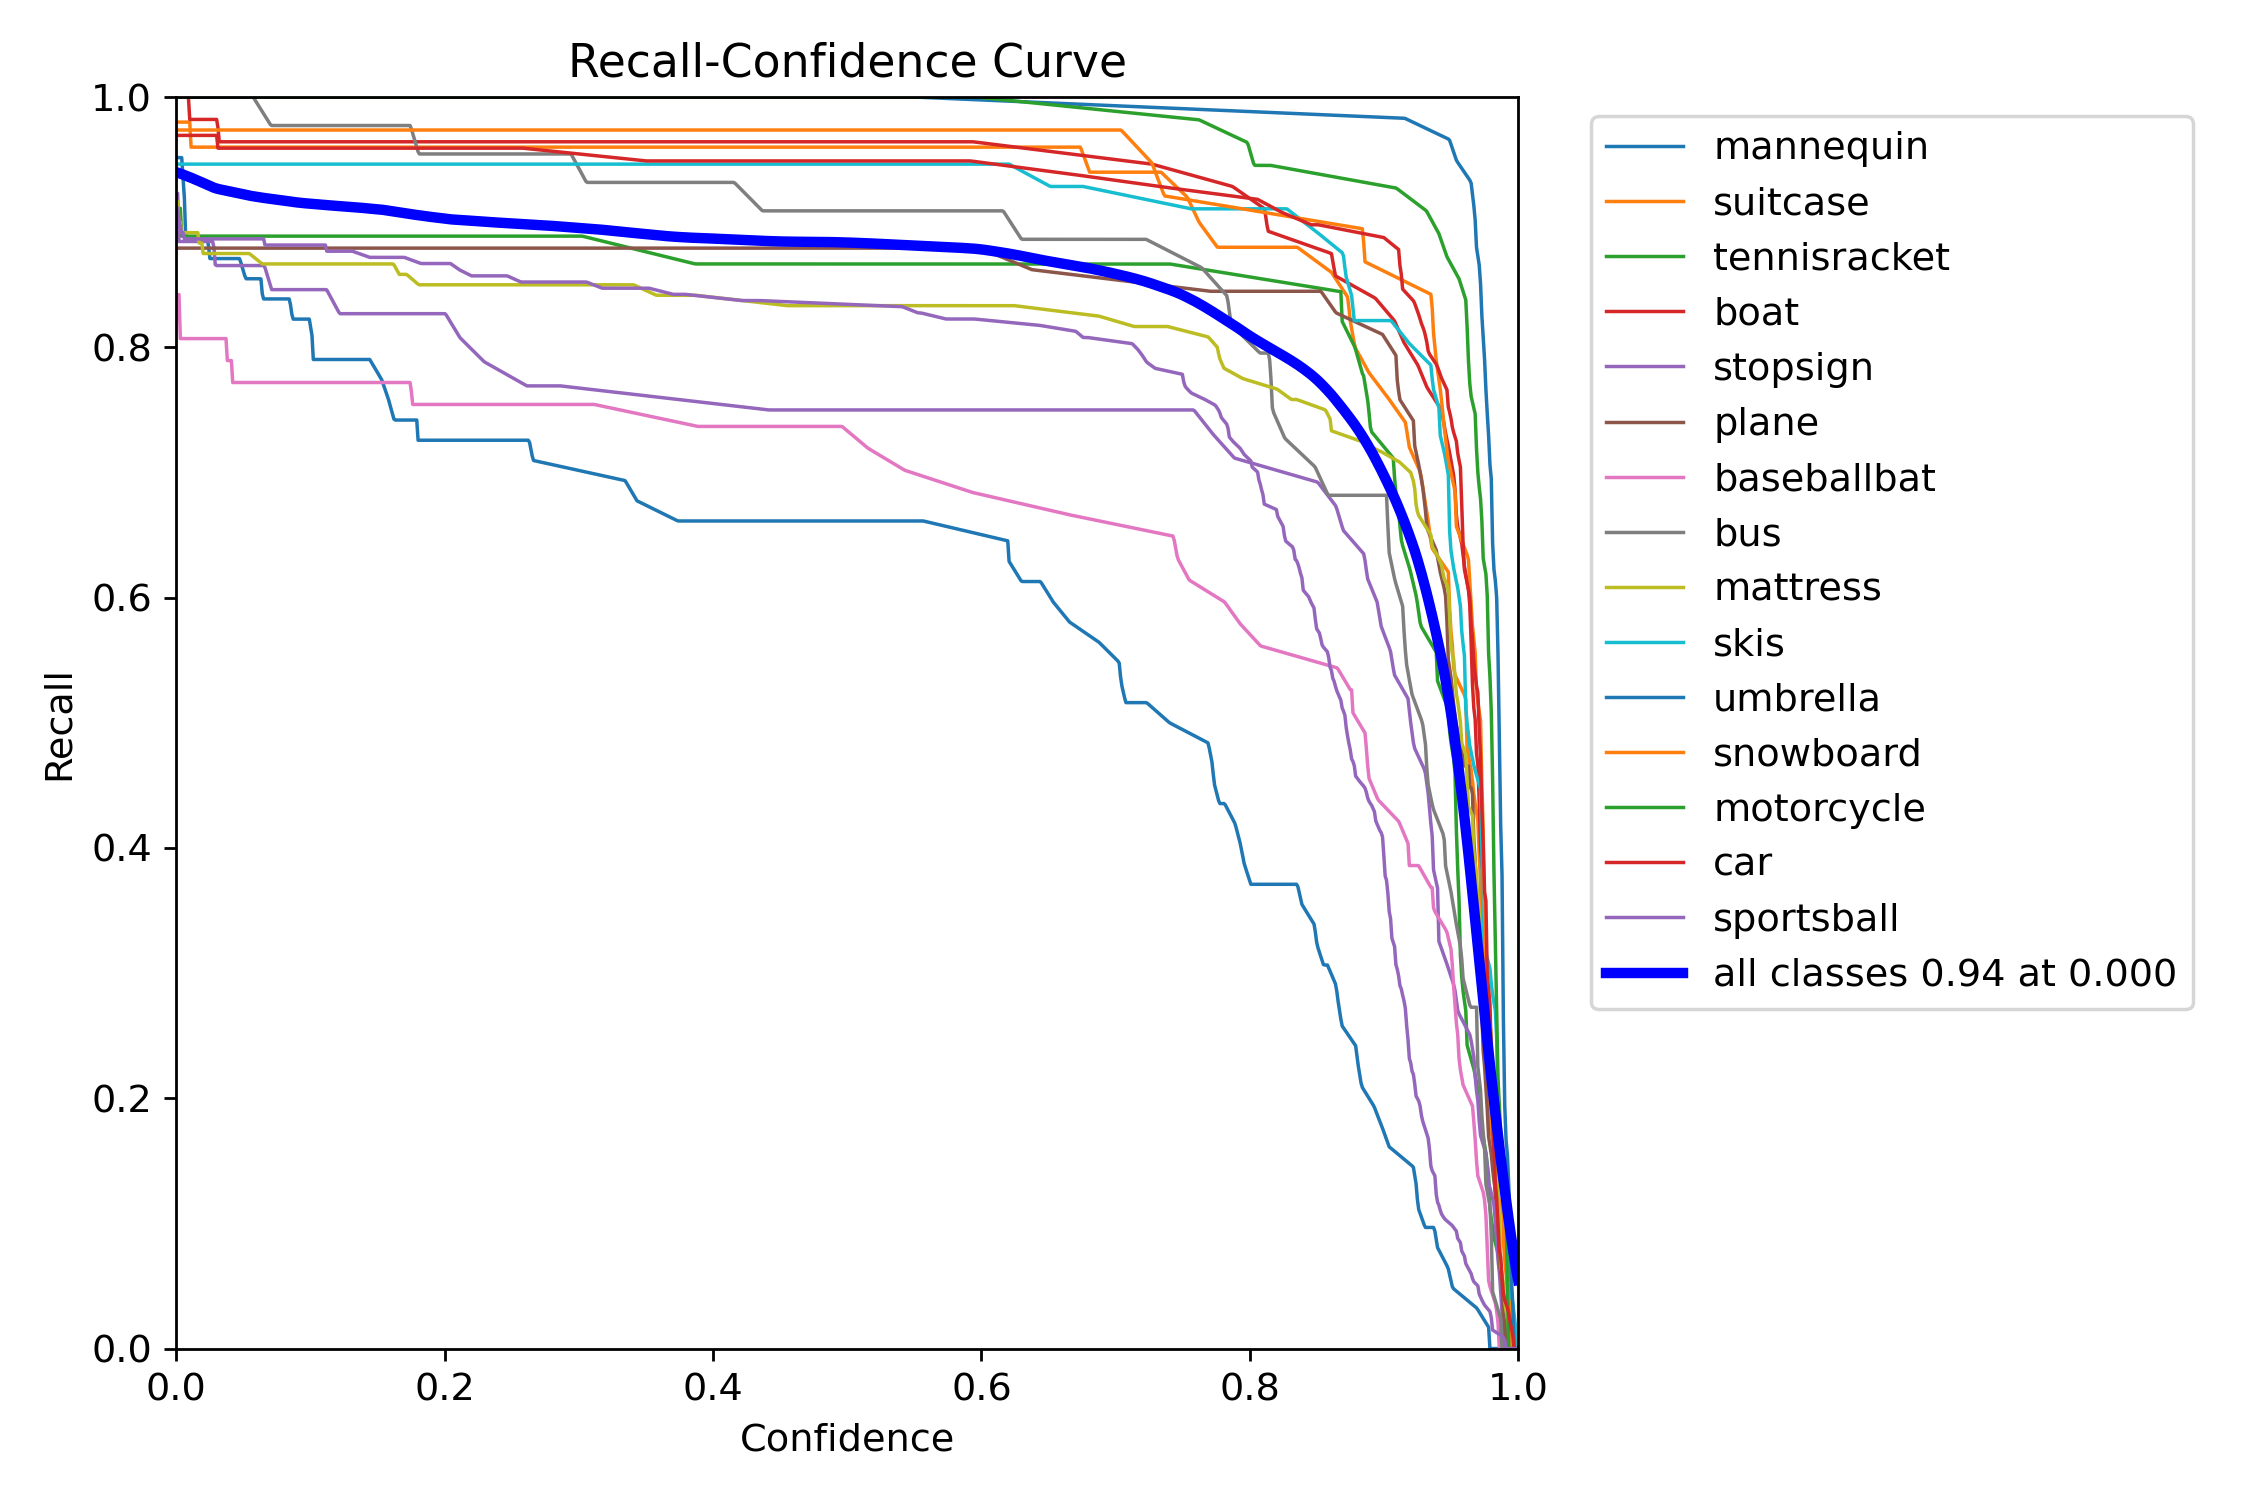 Recall-Confidence Curve
1.0
0.8
0.6
0.4
0.2
0.0
Recall
0.0 0.2 0.4 0.6 0.8 1.0
Confidence
mannequin
suitcase
tennisracket
boat
stopsign
plane
baseballbat
bus
mattress
skis
umbrella
snowboard
motorcycle
car
sportsball
all classes 0.94 at 0.000